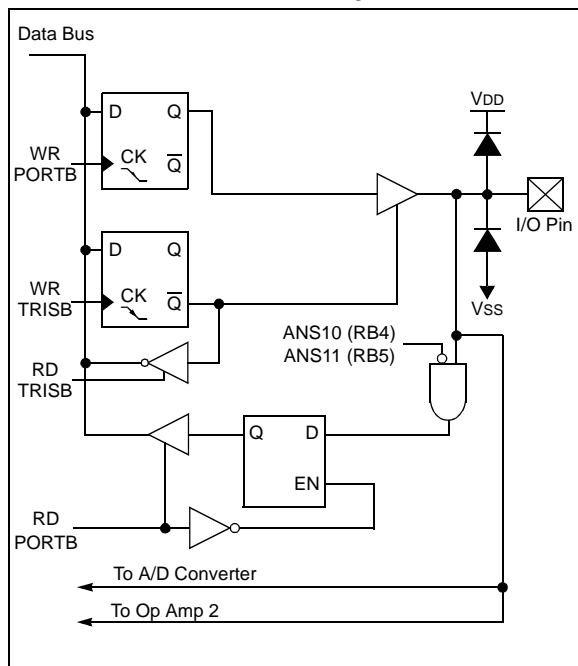 Data Bus
D Q
VDD
WR
PORTB
CK Q
I/O Pin
D Q
WR
TRISB
CK Q
VSS
ANS10 (RB4)
ANS11 (RB5)
RD
TRISB
Q D
EN
RD
PORTB
To A/D Converter
To Op Amp 2